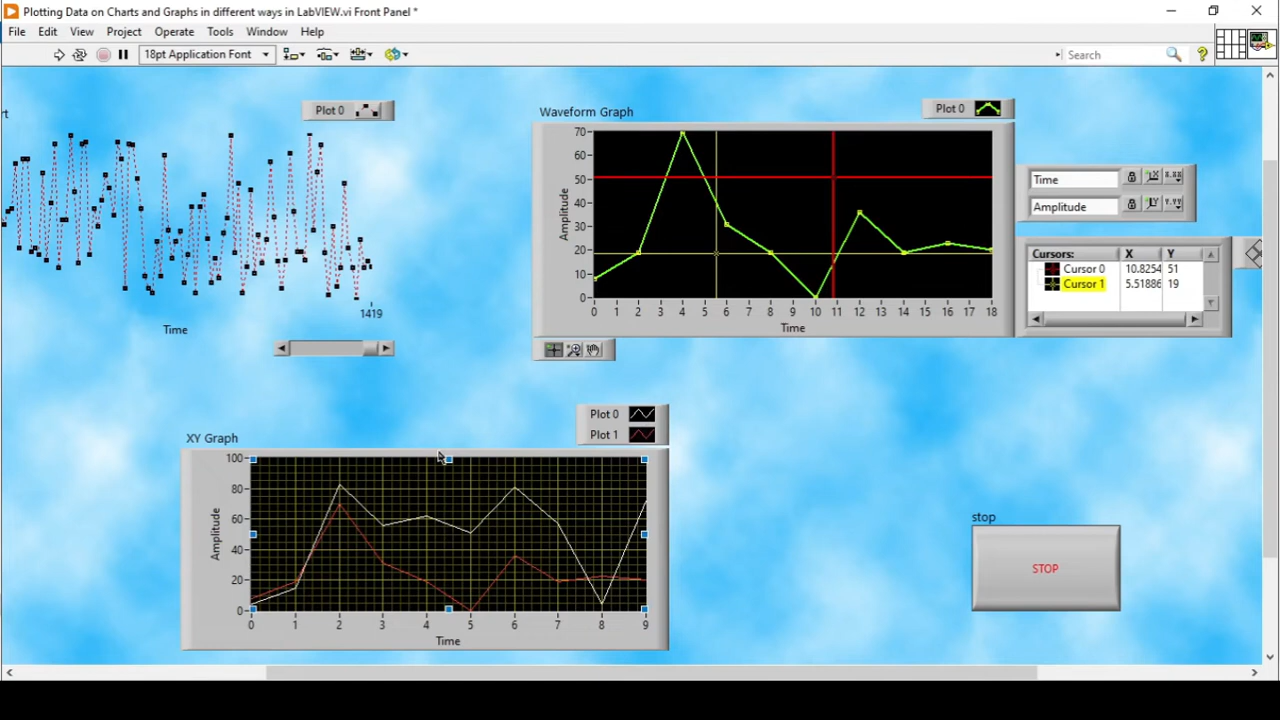 Plotting Data on Charts and Graphs in different ways in LabVIEW.vi Front Panel *
File Edit View Project Operate Tools Window Help
18pt Application Font
Search
?
rt
Plot 0
1419
Time
Waveform Graph
Plot 0
70
60
50
40
30
20
10
0
Amplitude
0 1 2 3 4 5 6 7 8 9 10 11 12 13 14 15 16 17 18
Time
Time
Amplitude
Cursors: X Y
Cursor 0 10.8254 51
Cursor 1 5.51886 19
Plot 0
Plot 1
XY Graph
100
80
60
40
20
0
Amplitude
0 1 2 3 4 5 6 7 8 9
Time
stop
STOP